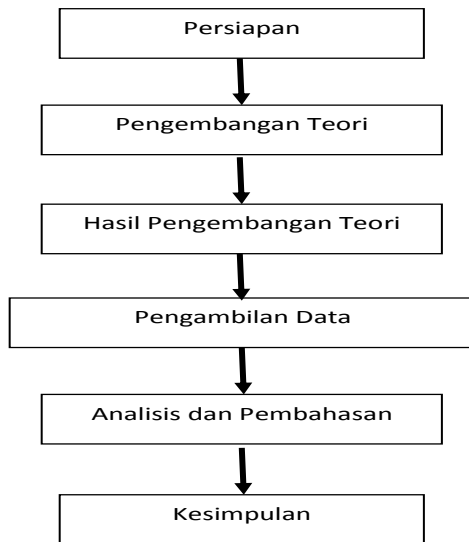 Persiapan
Pengembangan Teori
Hasil Pengembangan Teori
Pengambilan Data
Analisis dan Pembahasan
Kesimpulan